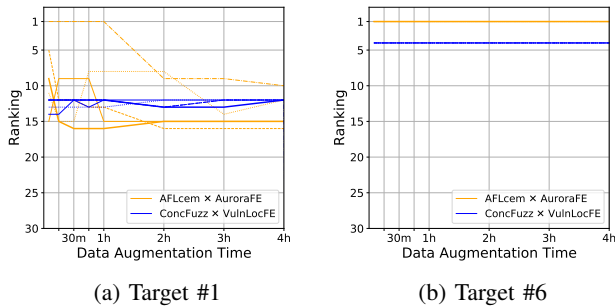 1
5
10
15
20
25
30
Ranking
30m
1h
2h
3h
4h
Data Augmentation Time
AFLcem × AuroraFE
ConcFuzz × VulnLocFE
(a) Target #1
1
5
10
15
20
25
30
Ranking
30m
1h
2h
3h
4h
Data Augmentation Time
AFLcem × AuroraFE
ConcFuzz × VulnLocFE
(b) Target #6